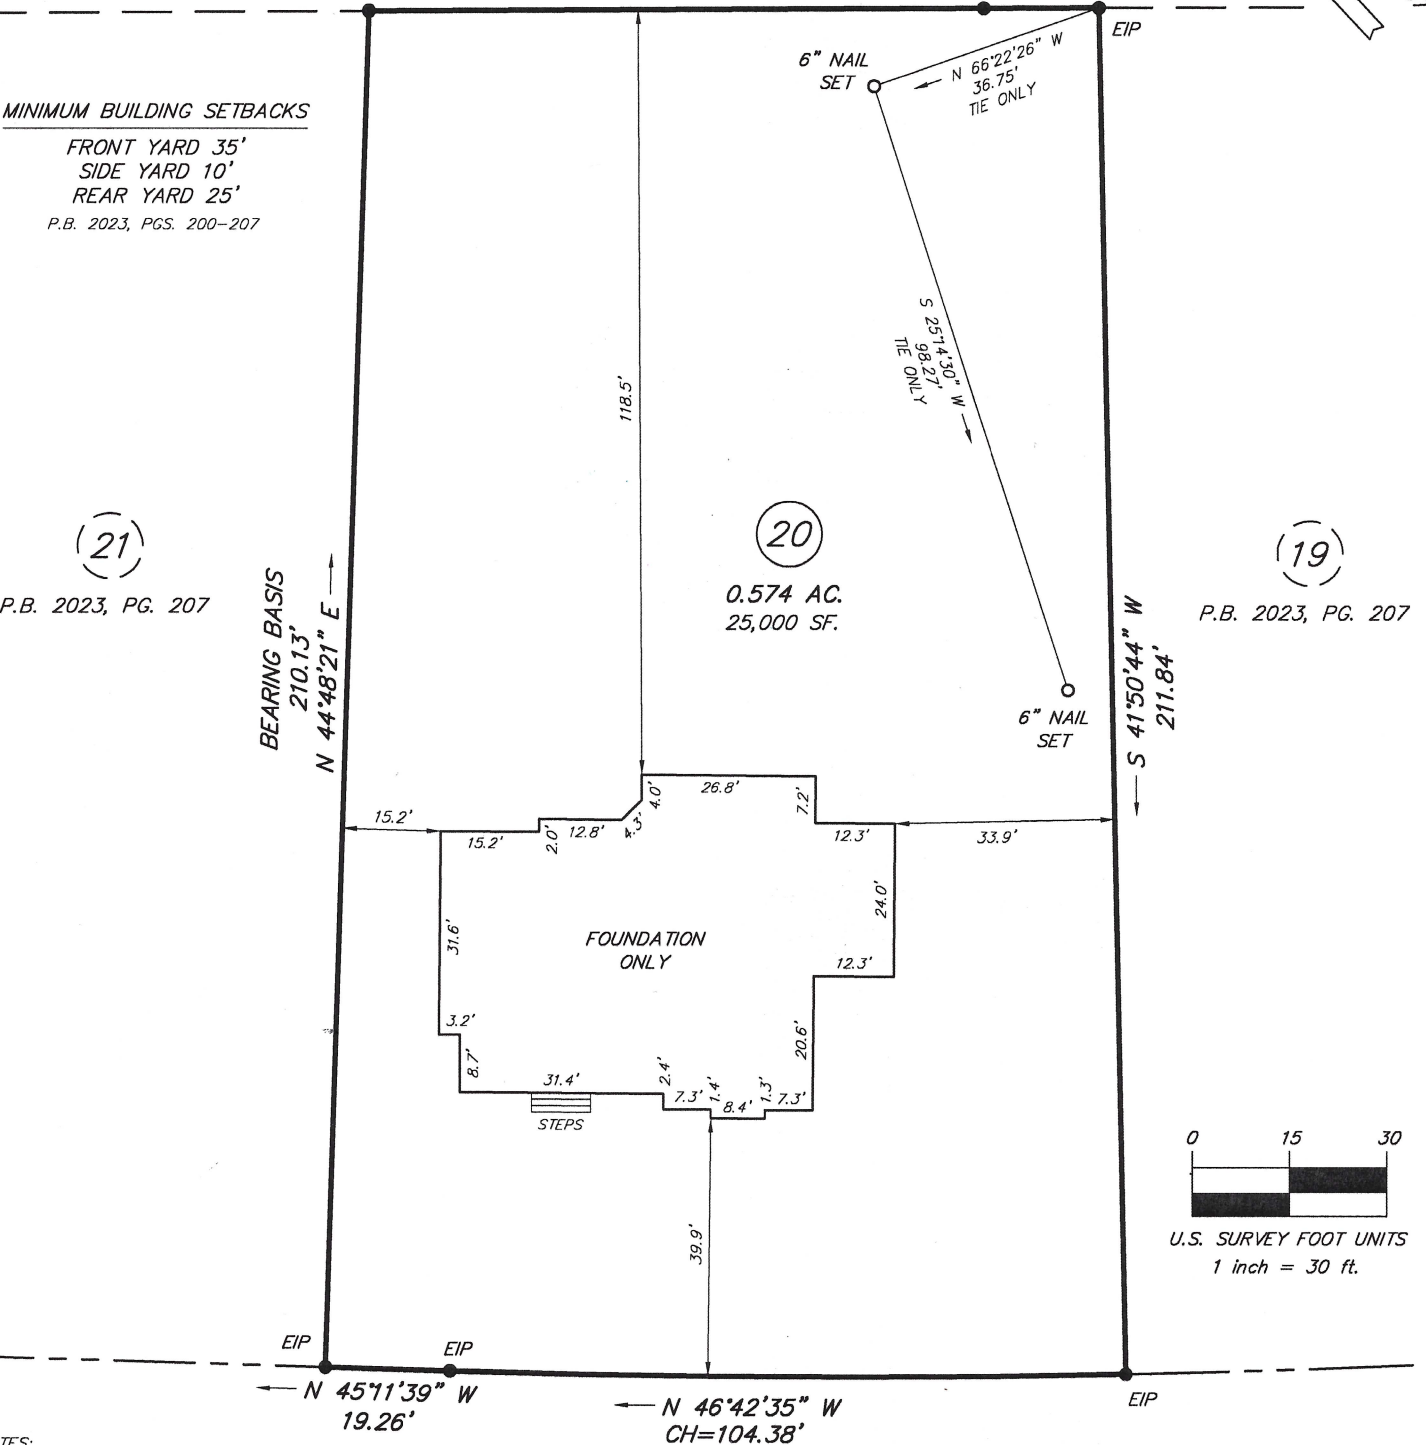 EIP
6" NAIL
SET
N 66°22'26" W
36.75'
TIE ONLY
MINIMUM BUILDING SETBACKS
FRONT YARD 35'
SIDE YARD 10'
REAR YARD 25'
P.B. 2023, PGS. 200-207
S 25°14'30" W
98.27'
TIE ONLY
118.5'
21
P.B. 2023, PG. 207
20
0.574 AC.
25,000 SF.
19
P.B. 2023, PG. 207
BEARING BASIS
210.13'
N 44°48'21" E
S 41°50'44" W
211.84'
6" NAIL
SET
15.2'
15.2'
2.0'
12.8'
4.3'
4.0'
26.8'
7.2'
12.3'
33.9'
31.6'
24.0'
FOUNDATION
ONLY
12.3'
3.2'
8.7'
20.6'
31.4'
2.4'
7.3'
1.4'
8.4'
1.3'
7.3'
STEPS
39.9'
0 15 30
U.S. SURVEY FOOT UNITS
1 inch = 30 ft.
EIP
EIP
EIP
N 45°11'39" W
19.26'
N 46°42'35" W
CH=104.38'